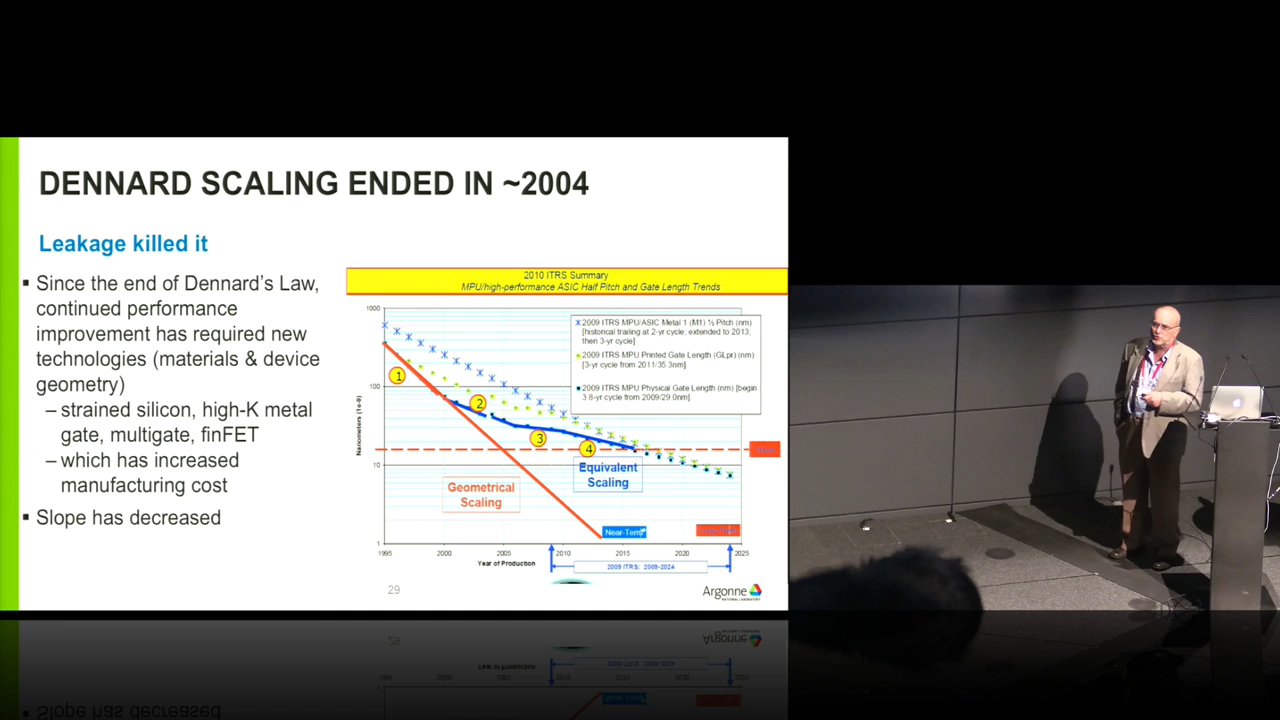 DENNARD SCALING ENDED IN ~2004
Leakage killed it
▪ Since the end of Dennard's Law,
continued performance
improvement has required new
technologies (materials & device
geometry)
– strained silicon, high-K metal
gate, multigate, finFET
– which has increased
manufacturing cost
▪ Slope has decreased
2010 ITRS Summary
MPU/high-performance ASIC Half Pitch and Gate Length Trends
1000
100
10
1
Nanometers (1e-9)
2009 ITRS MPU/ASIC Metal 1 (M1) ½ Pitch (nm)
[historical trailing at 2-yr cycle; extended to 2013;
then 3-yr cycle]
2009 ITRS MPU Printed Gate Length (GLpr) (nm)
[3-yr cycle from 2011/35.3nm]
2009 ITRS MPU Physical Gate Length (nm) [begin
3.8-yr cycle from 2009/29.0nm]
1
2
3
4
Equivalent
Scaling
Geometrical
Scaling
Near-Term
1995
2000
2005
2010
2015
2020
2025
Year of Production
2009 ITRS: 2009-2024
29
Argonne
NATIONAL LABORATORY